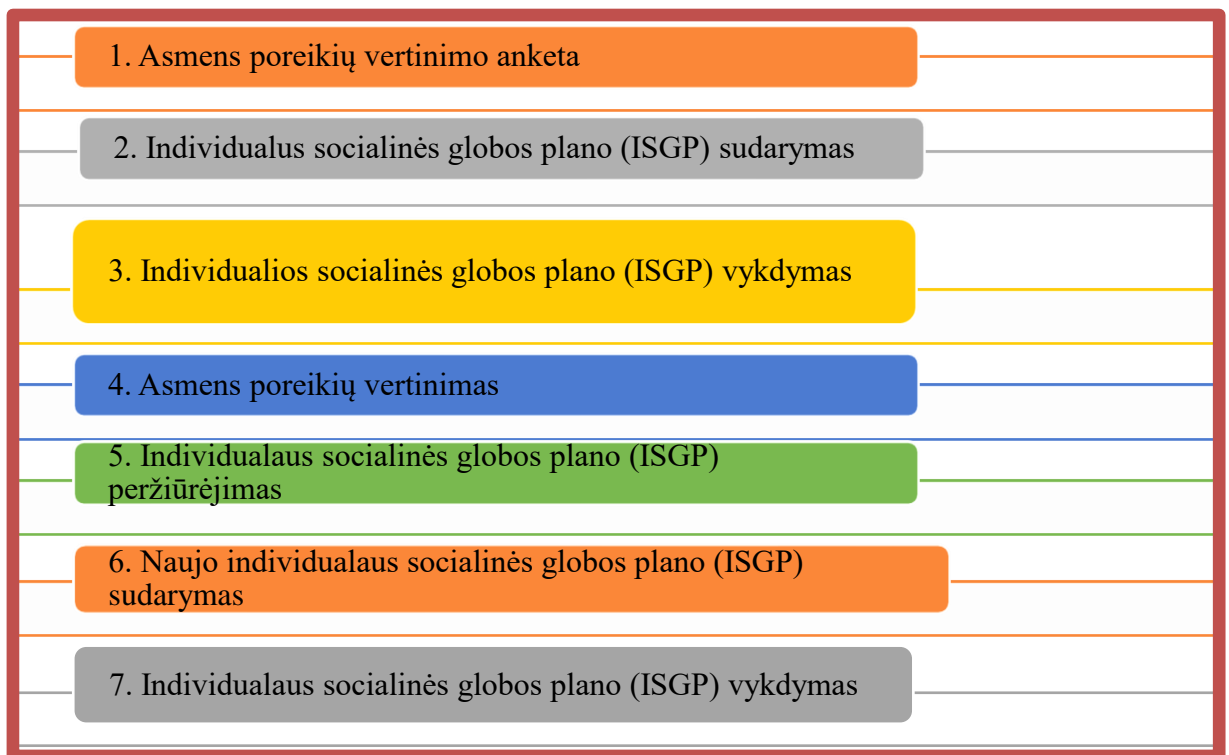 1. Asmens poreikių vertinimo anketa
2. Individualus socialinės globos plano (ISGP) sudarymas
3. Individualios socialinės globos plano (ISGP) vykdymas
4. Asmens poreikių vertinimas
5. Individualaus socialinės globos plano (ISGP)
peržiūrėjimas
6. Naujo individualaus socialinės globos plano (ISGP)
sudarymas
7. Individualaus socialinės globos plano (ISGP) vykdymas